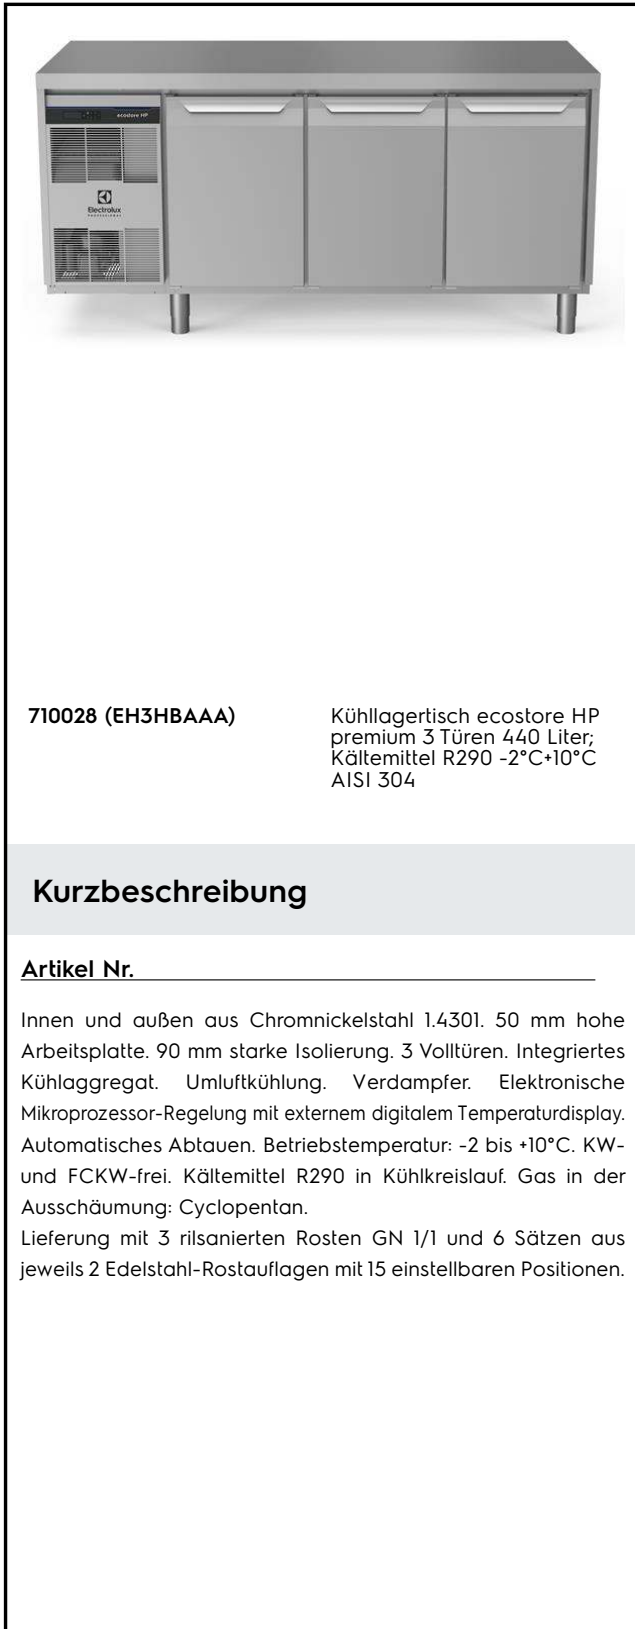 ecostore HP
Electrolux
PROFESSIONAL
710028 (EH3HBAAA)
Kühllagertisch ecostore HP
premium 3 Türen 440 Liter;
Kältemittel R290 -2°C+10°C
AISI 304
Kurzbeschreibung
Artikel Nr.
Innen und außen aus Chromnickelstahl 1.4301. 50 mm hohe
Arbeitsplatte. 90 mm starke Isolierung. 3 Volltüren. Integriertes
Kühlaggregat. Umluftkühlung. Verdampfer. Elektronische
Mikroprozessor-Regelung mit externem digitalem Temperaturdisplay.
Automatisches Abtauen. Betriebstemperatur: -2 bis +10°C. KW-
und FCKW-frei. Kältemittel R290 in Kühlkreislauf. Gas in der
Ausschäumung: Cyclopentan.
Lieferung mit 3 rilsanierten Rosten GN 1/1 und 6 Sätzen aus
jeweils 2 Edelstahl-Rostauflagen mit 15 einstellbaren Positionen.